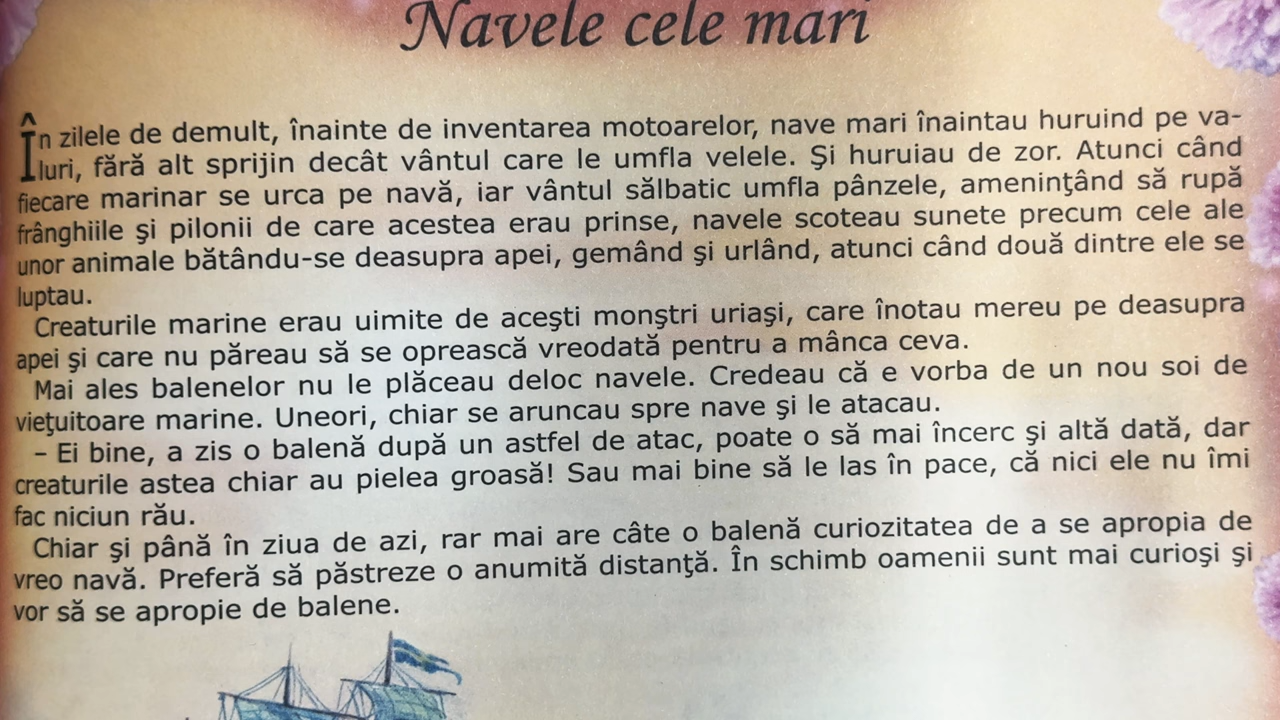 Navele cele mari
În zilele de demult, înainte de inventarea motoarelor, nave mari înaintau huruind pe va-
luri, fără alt sprijin decât vântul care le umfla velele. Şi huruiau de zor. Atunci când
fiecare marinar se urca pe navă, iar vântul sălbatic umfla pânzele, ameninţând să rupă
frânghiile şi pilonii de care acestea erau prinse, navele scoteau sunete precum cele ale
unor animale bătându-se deasupra apei, gemând şi urlând, atunci când două dintre ele se
luptau.
Creaturile marine erau uimite de aceşti monştri uriaşi, care înotau mereu pe deasupra
apei şi care nu păreau să se oprească vreodată pentru a mânca ceva.
Mai ales balenelor nu le plăceau deloc navele. Credeau că e vorba de un nou soi de
vieţuitoare marine. Uneori, chiar se aruncau spre nave şi le atacau.
– Ei bine, a zis o balenă după un astfel de atac, poate o să mai încerc şi altă dată, dar
creaturile astea chiar au pielea groasă! Sau mai bine să le las în pace, că nici ele nu îmi
fac niciun rău.
Chiar şi până în ziua de azi, rar mai are câte o balenă curiozitatea de a se apropia de
vreo navă. Preferă să păstreze o anumită distanţă. În schimb oamenii sunt mai curioşi şi
vor să se apropie de balene.